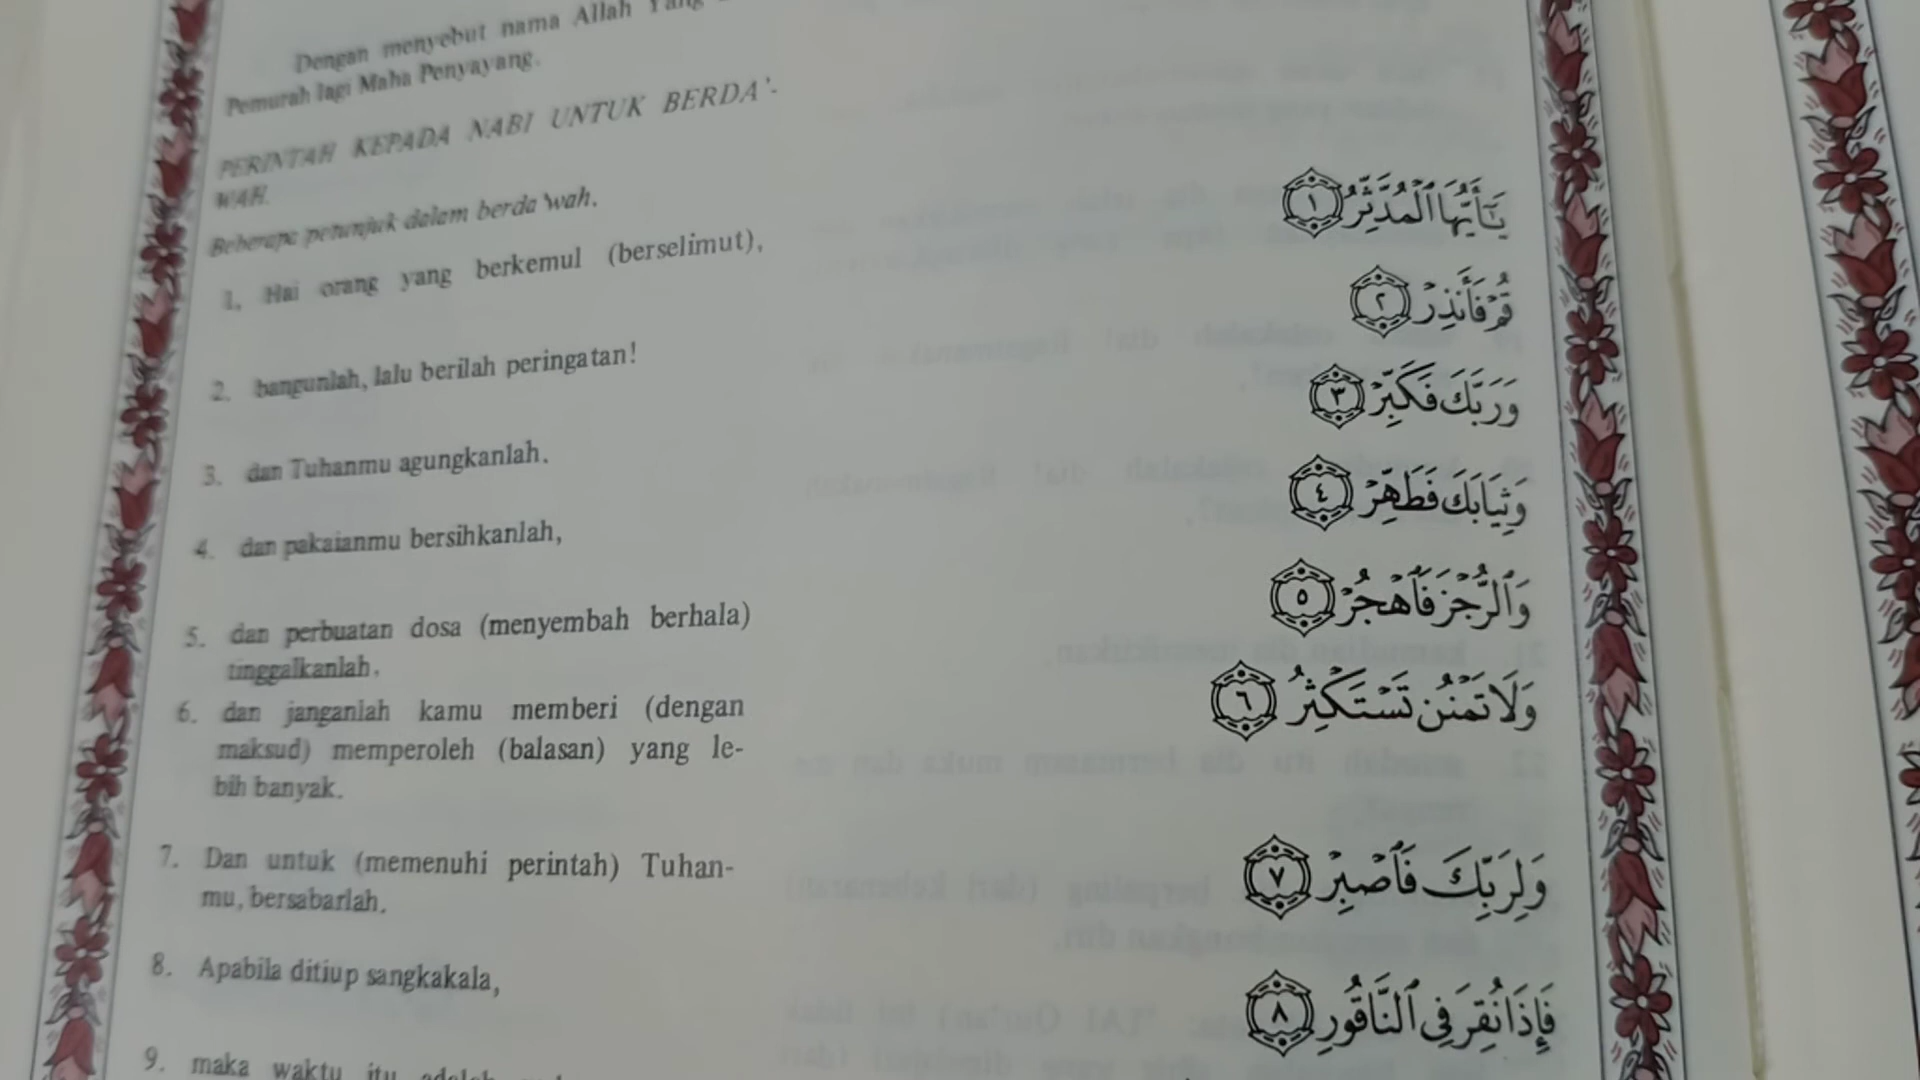 Dengan menyebut nama Allah Yang
Pemurah lagi Maha Penyayang.
PERINTAH KEPADA NABI UNTUK BERDA'-
WAH.
Beberapa petunjuk dalam berda'wah.
1. Hai orang yang berkemul (berselimut),
يَـٰٓأَيُّهَا ٱلْمُدَّثِّرُ ١
2. bangunlah, lalu berilah peringatan!
قُمْ فَأَنذِرْ ٢
3. dan Tuhanmu agungkanlah.
وَرَبَّكَ فَكَبِّرْ ٣
4. dan pakaianmu bersihkanlah,
وَثِيَابَكَ فَطَهِّرْ ٤
5. dan perbuatan dosa (menyembah berhala)
tinggalkanlah,
وَٱلرُّجْزَ فَٱهْجُرْ ٥
6. dan janganlah kamu memberi (dengan
maksud) memperoleh (balasan) yang le-
bih banyak.
وَلَا تَمْنُن تَسْتَكْثِرُ ٦
7. Dan untuk (memenuhi perintah) Tuhan-
mu, bersabarlah.
وَلِرَبِّكَ فَٱصْبِرْ ٧
8. Apabila ditiup sangkakala,
فَإِذَا نُقِرَ فِى ٱلنَّاقُورِ ٨
9. maka waktu itu adalah